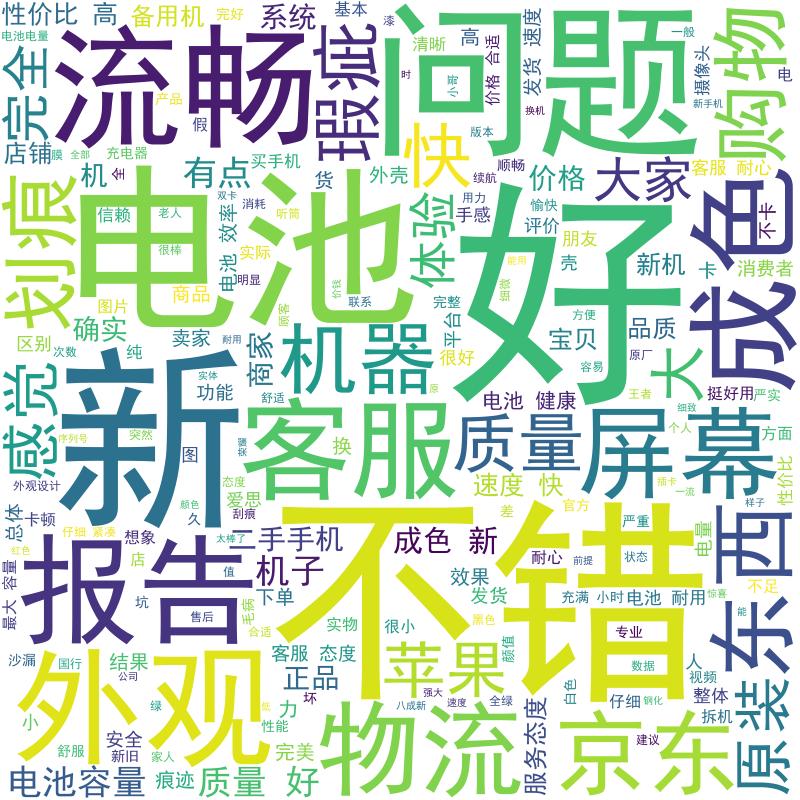 性价比 高
备用机
完好
系统
基本
漆
清晰
高
价格 合适
发货 速度
一般
摄像头
电
购物
电池电量
产品
假
流畅
瑕疵
时
小哥
问题
换机
新手机
版本
完全
店铺
膜
全部
充电器
买手机
快
顺畅
机
全
有点
货
外壳
续航
价格
大家
客服 耐心
成色
不卡
划痕
信赖
老人
双卡
消耗
听筒
用力
手感
愉快
评价
效率
很棒
电池
实际
体验
好
朋友
能用
壳
新机
卡
消费者
电池
明显
商品
图片
顾客
价钱
联系
完整
细微
方便
确实
区别
次数
纯
卖家
耐用
商家
机器
平台
很好
宝贝
品质
原厂
大
容易
感觉
新
实体
功能
舒适
原
电池 健康
王者
挺好用
严实
细致
序列号
突然
荣耀
客服
质量
屏幕
个人
方面
外观设计
图
换
速度 快
插卡
一流
性价比
总体
卡顿
颜色
久
态度
爱思
刮痕
官方
样子
仔细
紧凑
想象
太棒了
二手手机
不错
成色 新
差
严重
电量
东西
红色
报告
店
值
机子
耐心
前提
状态
不足
最大 容量
坑
毛病
下单
效果
发货
充满
小时
电池 耐用
惊喜
售后
合适
实物
很小
黑色
颜值
专业
能
沙漏
国行
结果
客服 态度
苹果
数据
人
视频
外观
公司
正品
坏
强大
速度
八成新
全绿
白色
仔细
钢化
整体
拆机
原装
小
绿
低
性能
力
物流
服务态度
京东
建议
舒服
安全
新旧
家人
完美
电池容量
痕迹
质量 好